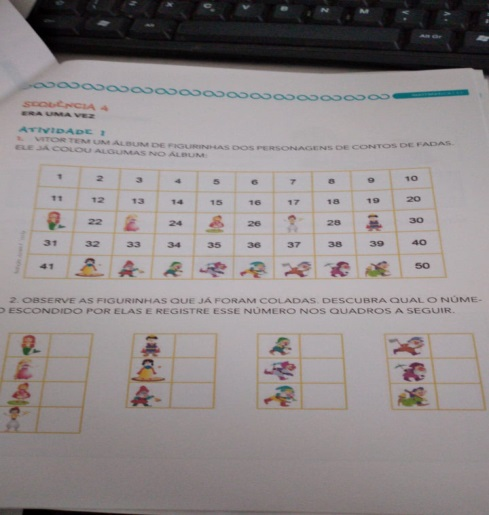 SEQUÊNCIA 4
ERA UMA VEZ
ATIVIDADE 1
1. VITOR TEM UM ÁLBUM DE FIGURINHAS DOS PERSONAGENS DE CONTOS DE FADAS.
ELE JÁ COLOU ALGUMAS NO ÁLBUM:
1 2 3 4 5 6 7 8 9 10
11 12 13 14 15 16 17 18 19 20
22 24 26 28 30
31 32 33 34 35 36 37 38 39 40
41 50
2. OBSERVE AS FIGURINHAS QUE JÁ FORAM COLADAS. DESCUBRA QUAL O NÚME-
O ESCONDIDO POR ELAS E REGISTRE ESSE NÚMERO NOS QUADROS A SEGUIR.